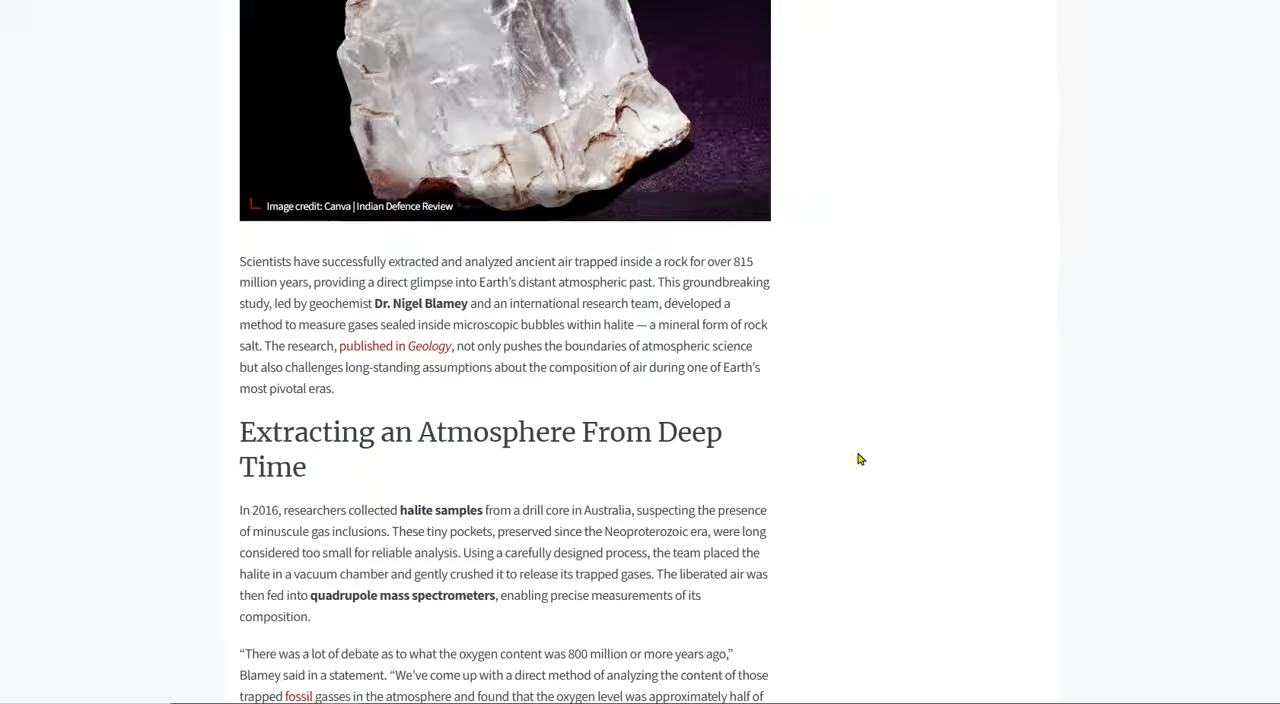 Image credit: Canva | Indian Defence Review
Scientists have successfully extracted and analyzed ancient air trapped inside a rock for over 815
million years, providing a direct glimpse into Earth’s distant atmospheric past. This groundbreaking
study, led by geochemist Dr. Nigel Blamey and an international research team, developed a
method to measure gases sealed inside microscopic bubbles within halite — a mineral form of rock
salt. The research, published in Geology, not only pushes the boundaries of atmospheric science
but also challenges long-standing assumptions about the composition of air during one of Earth’s
most pivotal eras.
Extracting an Atmosphere From Deep
Time
In 2016, researchers collected halite samples from a drill core in Australia, suspecting the presence
of minuscule gas inclusions. These tiny pockets, preserved since the Neoproterozoic era, were long
considered too small for reliable analysis. Using a carefully designed process, the team placed the
halite in a vacuum chamber and gently crushed it to release its trapped gases. The liberated air was
then fed into quadrupole mass spectrometers, enabling precise measurements of its
composition.
“There was a lot of debate as to what the oxygen content was 800 million or more years ago,”
Blamey said in a statement. “We’ve come up with a direct method of analyzing the content of those
trapped fossil gasses in the atmosphere and found that the oxygen level was approximately half of